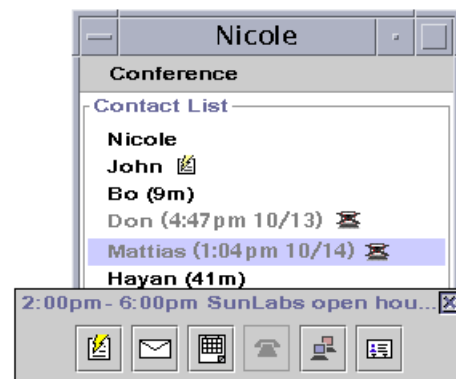 Nicole
Conference
Contact List
Nicole
John
Bo (9m)
Don (4:47pm 10/13)
Mattias (1:04pm 10/14)
Hayan (41m)
2:00pm- 6:00pm SunLabs open hou...